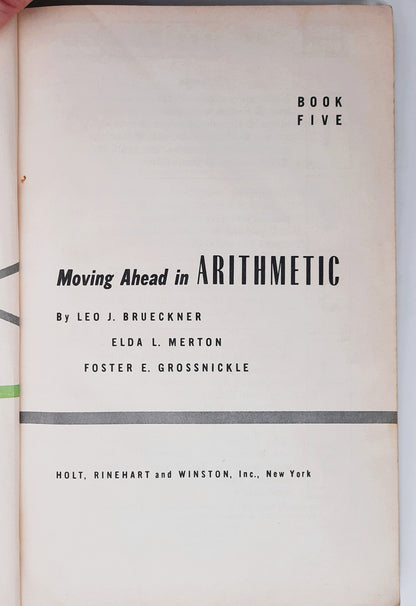 BOOK
FIVE
Moving Ahead in ARITHMETIC
By LEO J. BRUECKNER
ELDA L. MERTON
FOSTER E. GROSSNICKLE
HOLT, RINEHART and WINSTON, Inc., New York